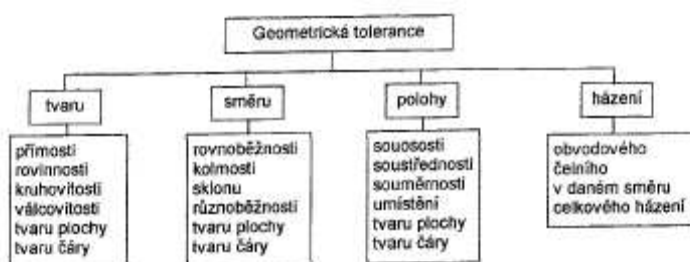 Geometrická tolerance
tvaru
přímosti
rovinnosti
kruhovitosti
válcovitosti
tvaru plochy
tvaru čáry
směru
rovnoběžnosti
kolmosti
sklonu
různoběžnosti
tvaru plochy
tvaru čáry
polohy
souososti
soustřednosti
souměrnosti
umístění
tvaru plochy
tvaru čáry
házení
obvodového
čelního
v daném směru
celkového házení